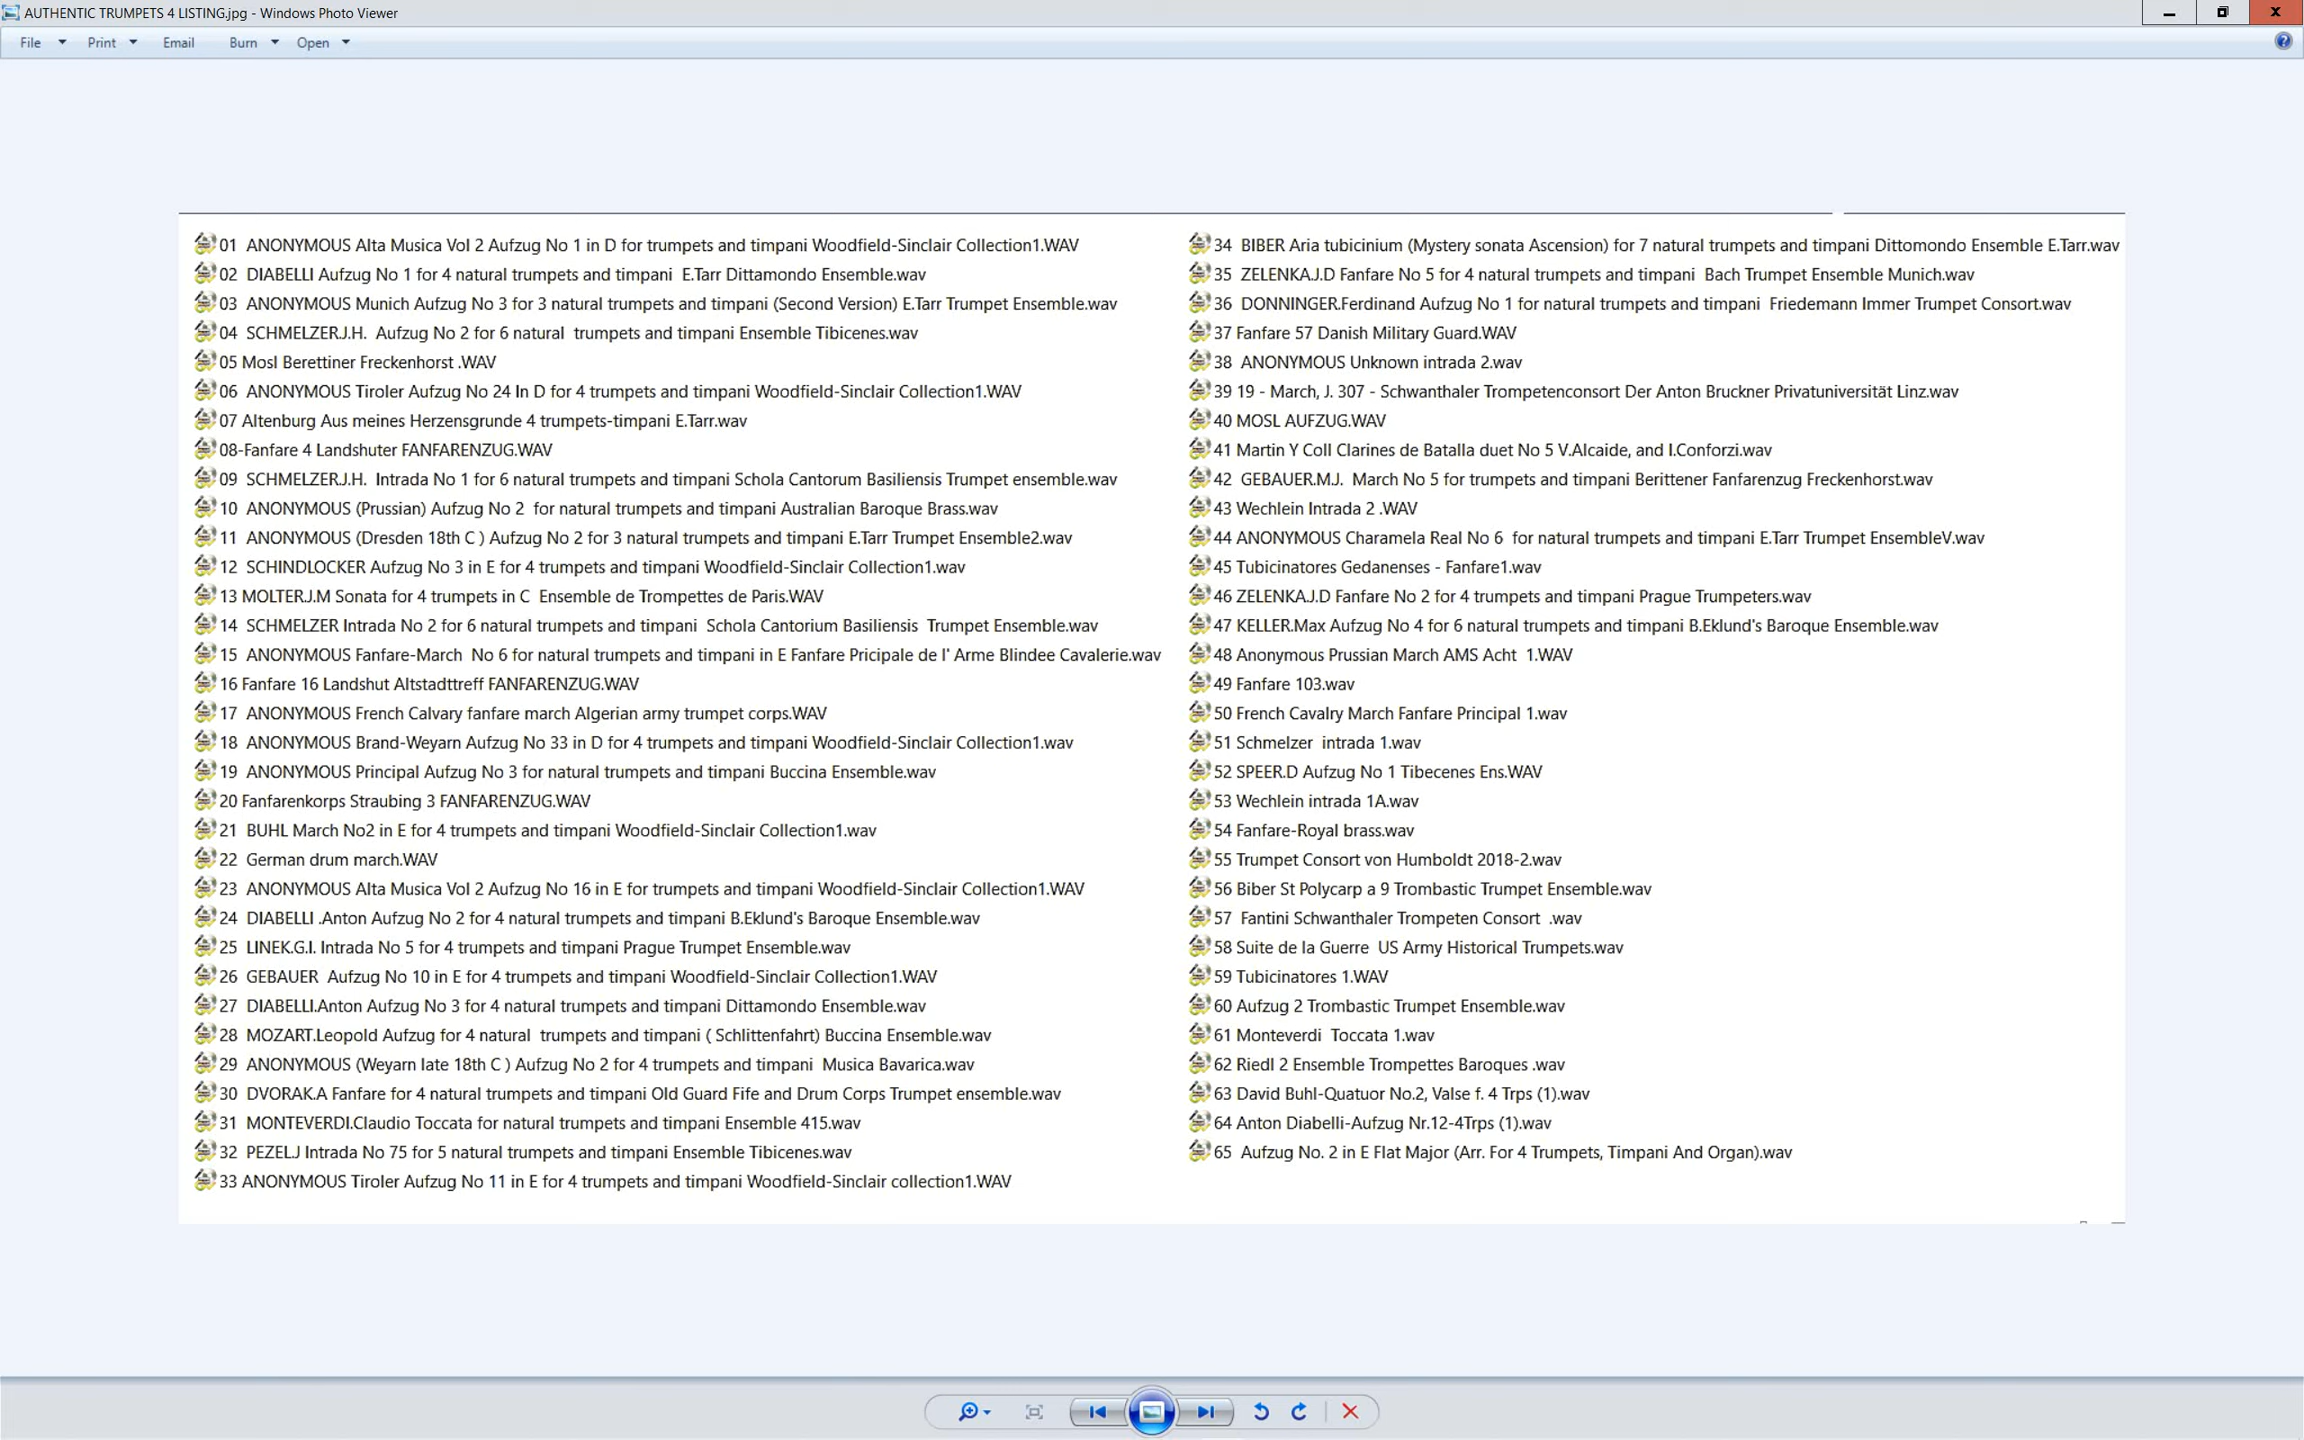 AUTHENTIC TRUMPETS 4 LISTING.jpg - Windows Photo Viewer
File Print Email Burn Open
01 ANONYMOUS Alta Musica Vol 2 Aufzug No 1 in D for trumpets and timpani Woodfield-Sinclair Collection1.WAV
02 DIABELLI Aufzug No 1 for 4 natural trumpets and timpani E.Tarr Dittamondo Ensemble.wav
03 ANONYMOUS Munich Aufzug No 3 for 3 natural trumpets and timpani (Second Version) E.Tarr Trumpet Ensemble.wav
04 SCHMELZER.J.H. Aufzug No 2 for 6 natural trumpets and timpani Ensemble Tibicenes.wav
05 Mosl Berettiner Freckenhorst .WAV
06 ANONYMOUS Tiroler Aufzug No 24 In D for 4 trumpets and timpani Woodfield-Sinclair Collection1.WAV
07 Altenburg Aus meines Herzensgrunde 4 trumpets-timpani E.Tarr.wav
08-Fanfare 4 Landshuter FANFARENZUG.WAV
09 SCHMELZER.J.H. Intrada No 1 for 6 natural trumpets and timpani Schola Cantorum Basiliensis Trumpet ensemble.wav
10 ANONYMOUS (Prussian) Aufzug No 2 for natural trumpets and timpani Australian Baroque Brass.wav
11 ANONYMOUS (Dresden 18th C ) Aufzug No 2 for 3 natural trumpets and timpani E.Tarr Trumpet Ensemble2.wav
12 SCHINDLOCKER Aufzug No 3 in E for 4 trumpets and timpani Woodfield-Sinclair Collection1.wav
13 MOLTER.J.M Sonata for 4 trumpets in C Ensemble de Trompettes de Paris.WAV
14 SCHMELZER Intrada No 2 for 6 natural trumpets and timpani Schola Cantorium Basiliensis Trumpet Ensemble.wav
15 ANONYMOUS Fanfare-March No 6 for natural trumpets and timpani in E Fanfare Pricipale de l' Arme Blindee Cavalerie.wav
16 Fanfare 16 Landshut Altstadttreff FANFARENZUG.WAV
17 ANONYMOUS French Calvary fanfare march Algerian army trumpet corps.WAV
18 ANONYMOUS Brand-Weyarn Aufzug No 33 in D for 4 trumpets and timpani Woodfield-Sinclair Collection1.wav
19 ANONYMOUS Principal Aufzug No 3 for natural trumpets and timpani Buccina Ensemble.wav
20 Fanfarenkorps Straubing 3 FANFARENZUG.WAV
21 BUHL March No2 in E for 4 trumpets and timpani Woodfield-Sinclair Collection1.wav
22 German drum march.WAV
23 ANONYMOUS Alta Musica Vol 2 Aufzug No 16 in E for trumpets and timpani Woodfield-Sinclair Collection1.WAV
24 DIABELLI .Anton Aufzug No 2 for 4 natural trumpets and timpani B.Eklund's Baroque Ensemble.wav
25 LINEK.G.I. Intrada No 5 for 4 trumpets and timpani Prague Trumpet Ensemble.wav
26 GEBAUER Aufzug No 10 in E for 4 trumpets and timpani Woodfield-Sinclair Collection1.WAV
27 DIABELLI.Anton Aufzug No 3 for 4 natural trumpets and timpani Dittamondo Ensemble.wav
28 MOZART.Leopold Aufzug for 4 natural trumpets and timpani ( Schlittenfahrt) Buccina Ensemble.wav
29 ANONYMOUS (Weyarn late 18th C ) Aufzug No 2 for 4 trumpets and timpani Musica Bavarica.wav
30 DVORAK.A Fanfare for 4 natural trumpets and timpani Old Guard Fife and Drum Corps Trumpet ensemble.wav
31 MONTEVERDI.Claudio Toccata for natural trumpets and timpani Ensemble 415.wav
32 PEZEL.J Intrada No 75 for 5 natural trumpets and timpani Ensemble Tibicenes.wav
33 ANONYMOUS Tiroler Aufzug No 11 in E for 4 trumpets and timpani Woodfield-Sinclair collection1.WAV
34 BIBER Aria tubicinium (Mystery sonata Ascension) for 7 natural trumpets and timpani Dittomondo Ensemble E.Tarr.wav
35 ZELENKA.J.D Fanfare No 5 for 4 natural trumpets and timpani Bach Trumpet Ensemble Munich.wav
36 DONNINGER.Ferdinand Aufzug No 1 for natural trumpets and timpani Friedemann Immer Trumpet Consort.wav
37 Fanfare 57 Danish Military Guard.WAV
38 ANONYMOUS Unknown intrada 2.wav
39 19 - March, J. 307 - Schwanthaler Trompetenconsort Der Anton Bruckner Privatuniversität Linz.wav
40 MOSL AUFZUG.WAV
41 Martin Y Coll Clarines de Batalla duet No 5 V.Alcaide, and I.Conforzi.wav
42 GEBAUER.M.J. March No 5 for trumpets and timpani Berittener Fanfarenzug Freckenhorst.wav
43 Wechlein Intrada 2 .WAV
44 ANONYMOUS Charamela Real No 6 for natural trumpets and timpani E.Tarr Trumpet EnsembleV.wav
45 Tubicinatores Gedanenses - Fanfare1.wav
46 ZELENKA.J.D Fanfare No 2 for 4 trumpets and timpani Prague Trumpeters.wav
47 KELLER.Max Aufzug No 4 for 6 natural trumpets and timpani B.Eklund's Baroque Ensemble.wav
48 Anonymous Prussian March AMS Acht 1.WAV
49 Fanfare 103.wav
50 French Cavalry March Fanfare Principal 1.wav
51 Schmelzer intrada 1.wav
52 SPEER.D Aufzug No 1 Tibecenes Ens.WAV
53 Wechlein intrada 1A.wav
54 Fanfare-Royal brass.wav
55 Trumpet Consort von Humboldt 2018-2.wav
56 Biber St Polycarp a 9 Trombastic Trumpet Ensemble.wav
57 Fantini Schwanthaler Trompeten Consort .wav
58 Suite de la Guerre US Army Historical Trumpets.wav
59 Tubicinatores 1.WAV
60 Aufzug 2 Trombastic Trumpet Ensemble.wav
61 Monteverdi Toccata 1.wav
62 Riedl 2 Ensemble Trompettes Baroques .wav
63 David Buhl-Quatuor No.2, Valse f. 4 Trps (1).wav
64 Anton Diabelli-Aufzug Nr.12-4Trps (1).wav
65 Aufzug No. 2 in E Flat Major (Arr. For 4 Trumpets, Timpani And Organ).wav